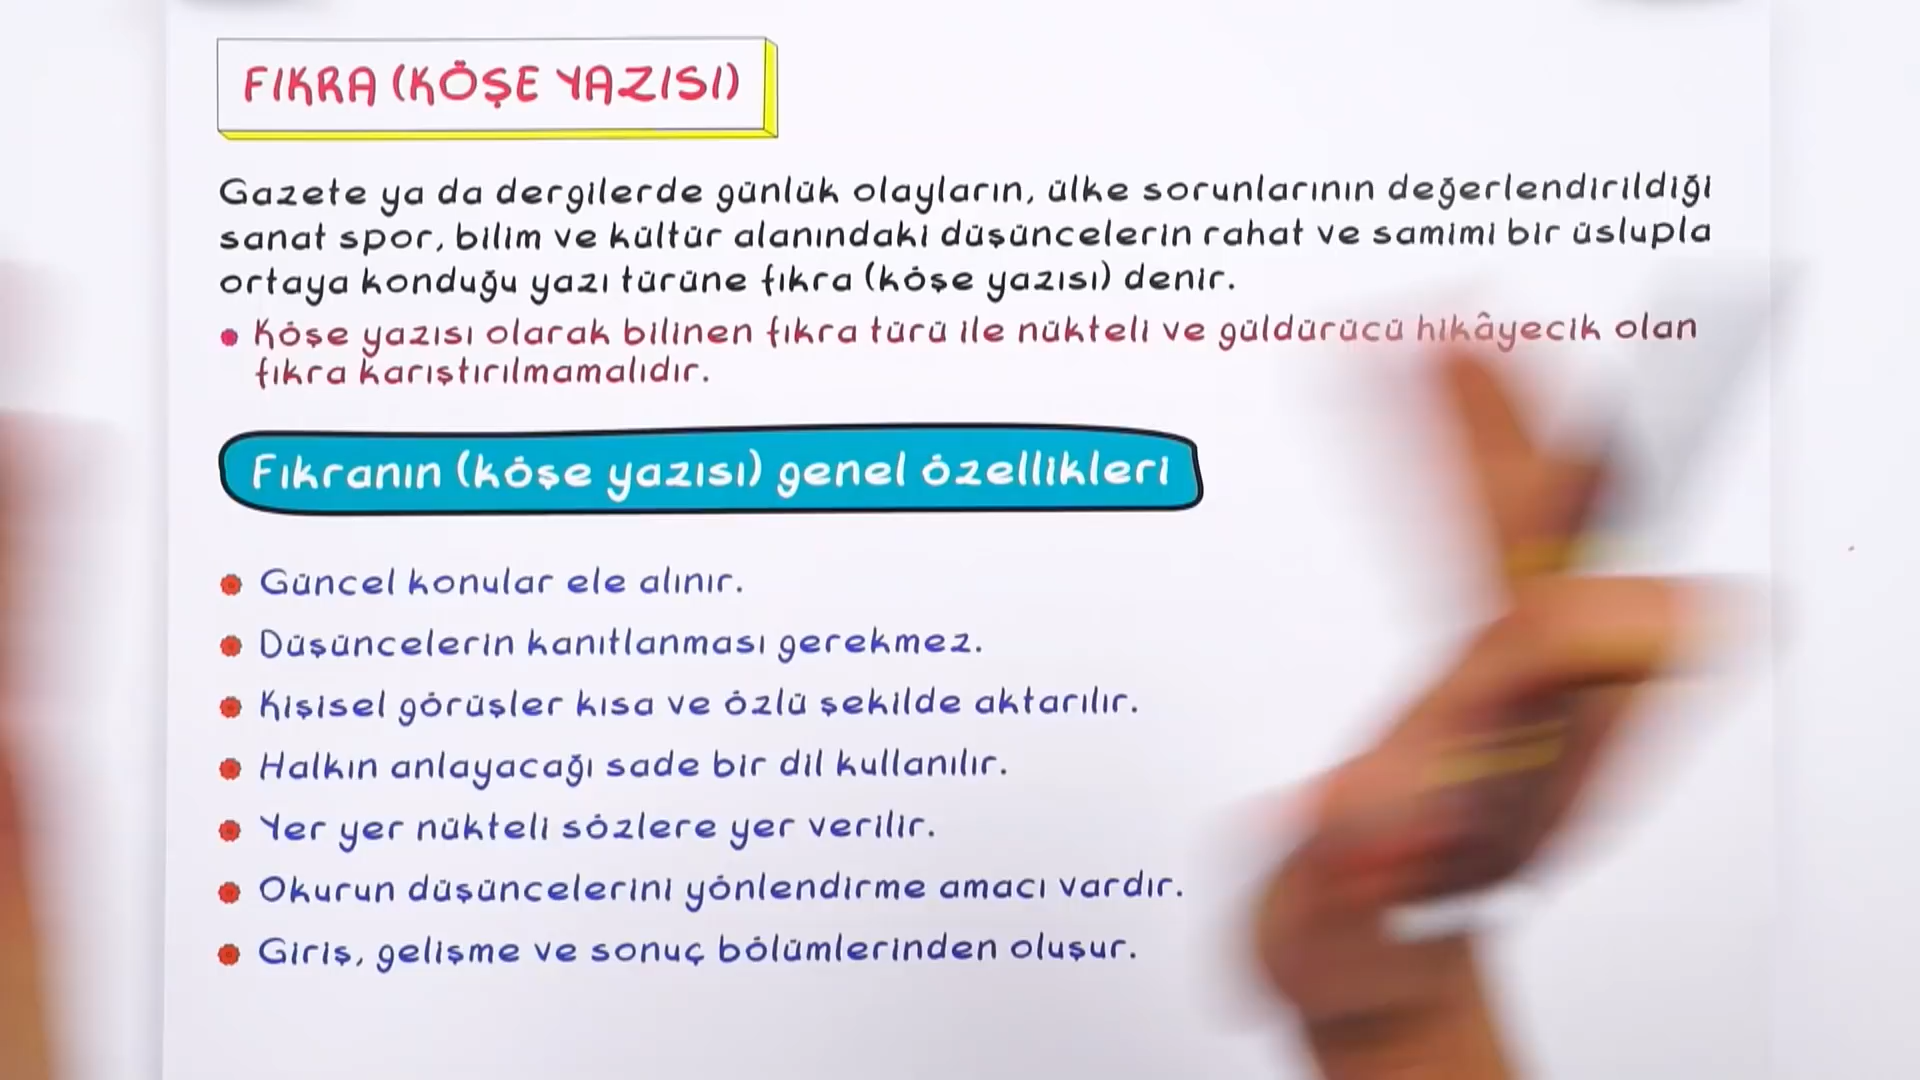 FIKRA (KÖŞE YAZISI)
Gazete ya da dergilerde günlük olayların, ülke sorunlarının değerlendirildiği
sanat spor, bilim ve kültür alanındaki düşüncelerin rahat ve samimi bir üslupla
ortaya konduğu yazı türüne fıkra (köşe yazısı) denir.
• Köşe yazısı olarak bilinen fıkra türü ile nükteli ve güldürücü hikâyecik olan
fıkra karıştırılmamalıdır.
Fıkranın (köşe yazısı) genel özellikleri
Güncel konular ele alınır.
Düşüncelerin kanıtlanması gerekmez.
Kişisel görüşler kısa ve özlü şekilde aktarılır.
Halkın anlayacağı sade bir dil kullanılır.
Yer yer nükteli sözlere yer verilir.
Okurun düşüncelerini yönlendirme amacı vardır.
Giriş, gelişme ve sonuç bölümlerinden oluşur.